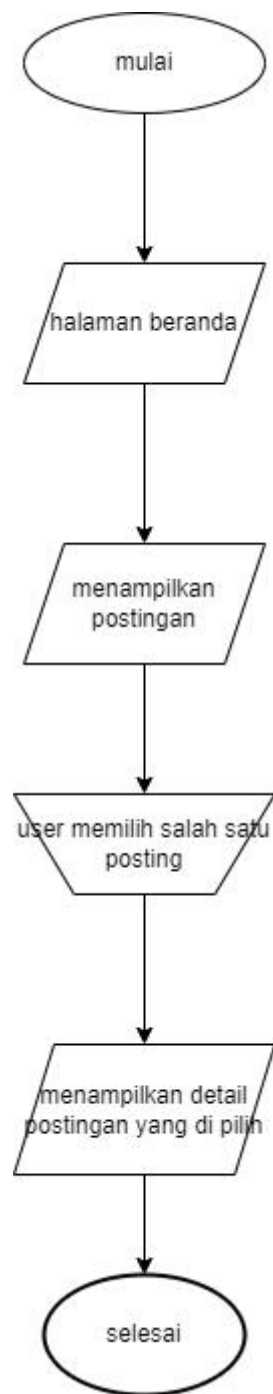 mulai
halaman beranda
menampilkan
postingan
user memilih salah satu
posting
menampilkan detail
postingan yang di pilih
selesai